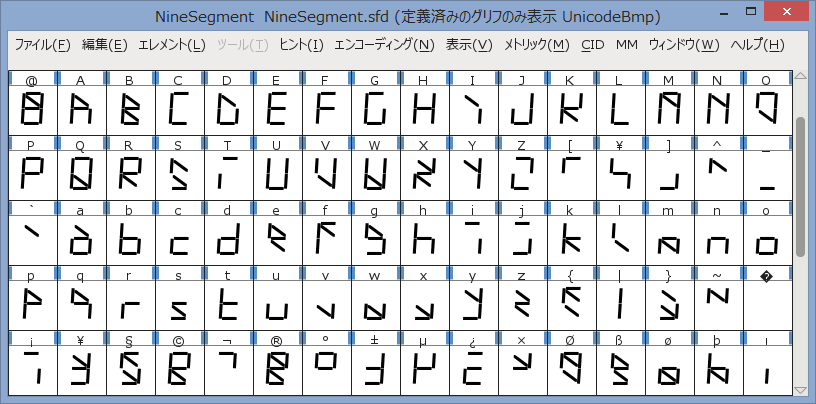 NineSegment NineSegment.sfd (定義済みのグリフのみ表示 UnicodeBmp)
ファイル(F) 編集(E) エレメント(L) ツール(T) ヒント(I) エンコーディング(N) 表示(V) メトリック(M) CID MM ウィンドウ(W) ヘルプ(H)
@ A B C D E F G H I J K L M N O
P Q R S T U V W X Y Z [ ¥ ] ^ _
` a b c d e f g h i j k l m n o
p q r s t u v w x y z { | } ~ �
¡ ¥ § © ¬ ® ° ± µ ¿ × Ø ß ø þ ı